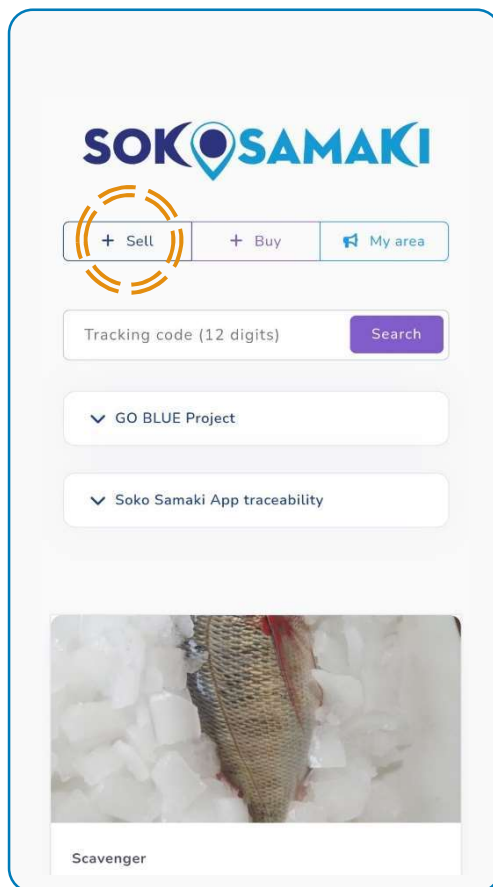 SOKOSAMAKI
+ Sell
+ Buy
My area
Tracking code (12 digits)
Search
GO BLUE Project
Soko Samaki App traceability
Scavenger